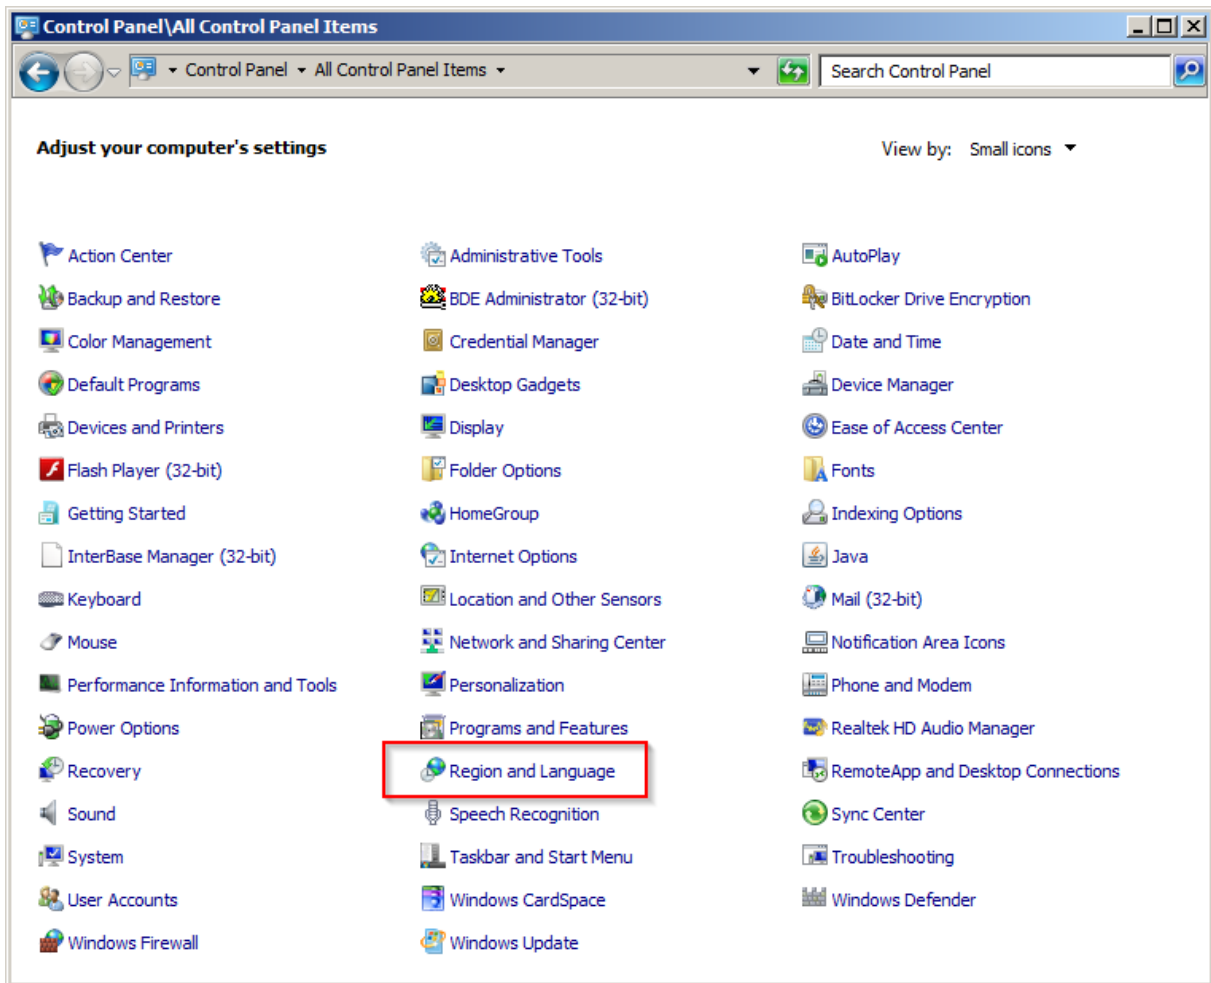 Control Panel\All Control Panel Items
Control Panel All Control Panel Items
Search Control Panel
Adjust your computer's settings
View by: Small icons
Action Center
Administrative Tools
AutoPlay
Backup and Restore
BDE Administrator (32-bit)
BitLocker Drive Encryption
Color Management
Credential Manager
Date and Time
Default Programs
Desktop Gadgets
Device Manager
Devices and Printers
Display
Ease of Access Center
Flash Player (32-bit)
Folder Options
Fonts
Getting Started
HomeGroup
Indexing Options
InterBase Manager (32-bit)
Internet Options
Java
Keyboard
Location and Other Sensors
Mail (32-bit)
Mouse
Network and Sharing Center
Notification Area Icons
Performance Information and Tools
Personalization
Phone and Modem
Power Options
Programs and Features
Realtek HD Audio Manager
Recovery
Region and Language
RemoteApp and Desktop Connections
Sound
Speech Recognition
Sync Center
System
Taskbar and Start Menu
Troubleshooting
User Accounts
Windows CardSpace
Windows Defender
Windows Firewall
Windows Update